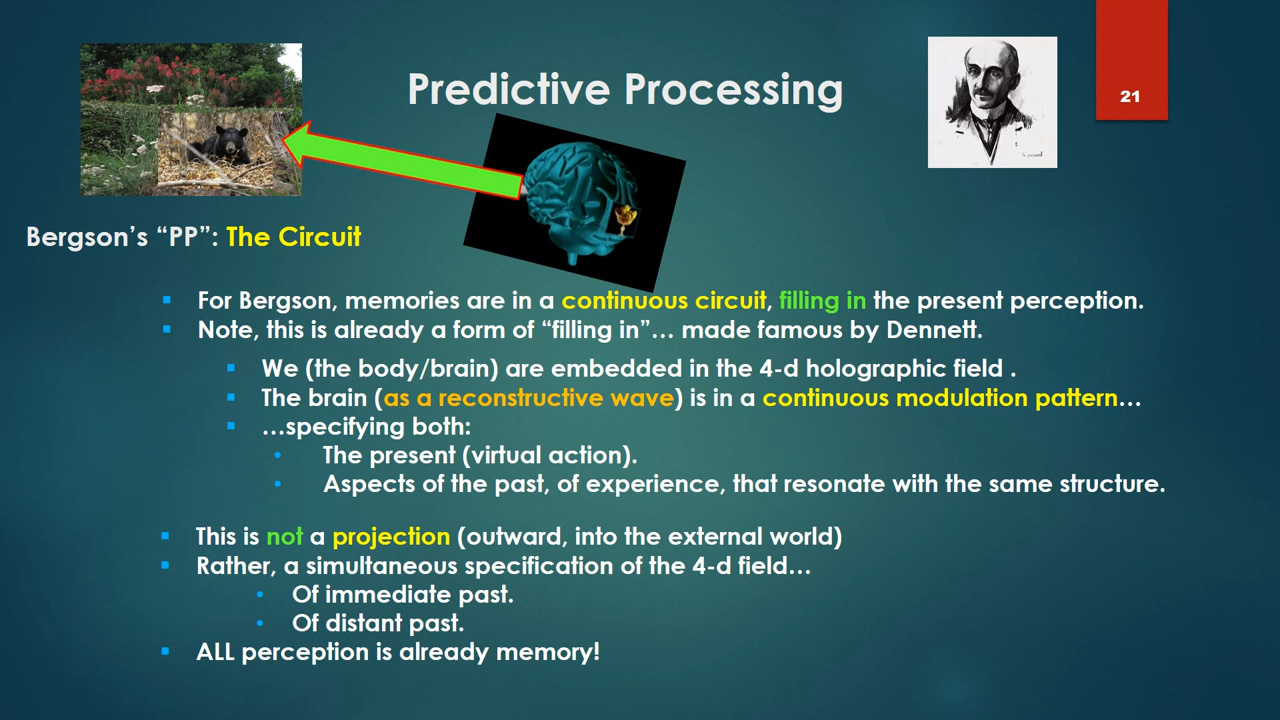 21
Predictive Processing
Bergson's “PP”: The Circuit
For Bergson, memories are in a continuous circuit, filling in the present perception.
Note, this is already a form of “filling in”… made famous by Dennett.
We (the body/brain) are embedded in the 4-d holographic field .
The brain (as a reconstructive wave) is in a continuous modulation pattern…
…specifying both:
The present (virtual action).
Aspects of the past, of experience, that resonate with the same structure.
This is not a projection (outward, into the external world)
Rather, a simultaneous specification of the 4-d field…
Of immediate past.
Of distant past.
ALL perception is already memory!